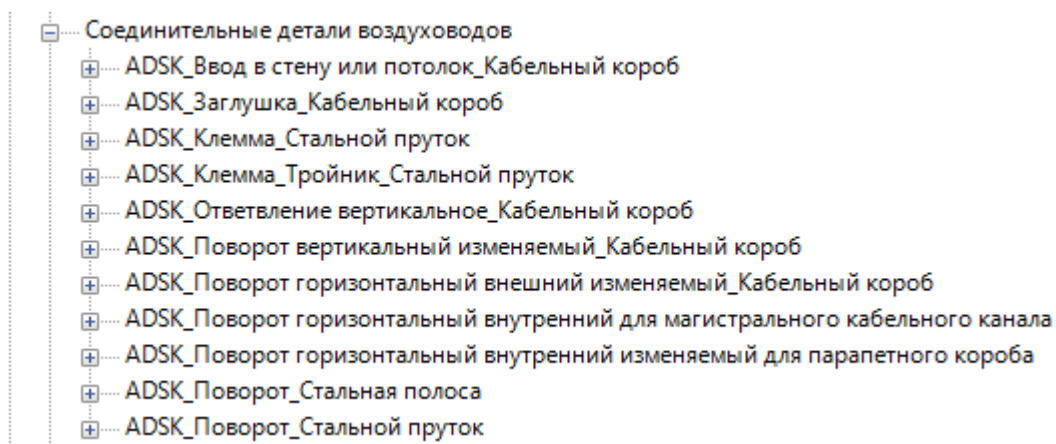 Соединительные детали воздуховодов
ADSK_Ввод в стену или потолок_Кабельный короб
ADSK_Заглушка_Кабельный короб
ADSK_Клемма_Стальной пруток
ADSK_Клемма_Тройник_Стальной пруток
ADSK_Ответвление вертикальное_Кабельный короб
ADSK_Поворот вертикальный изменяемый_Кабельный короб
ADSK_Поворот горизонтальный внешний изменяемый_Кабельный короб
ADSK_Поворот горизонтальный внутренний для магистрального кабельного канала
ADSK_Поворот горизонтальный внутренний изменяемый для парапетного короба
ADSK_Поворот_Стальная полоса
ADSK_Поворот_Стальной пруток